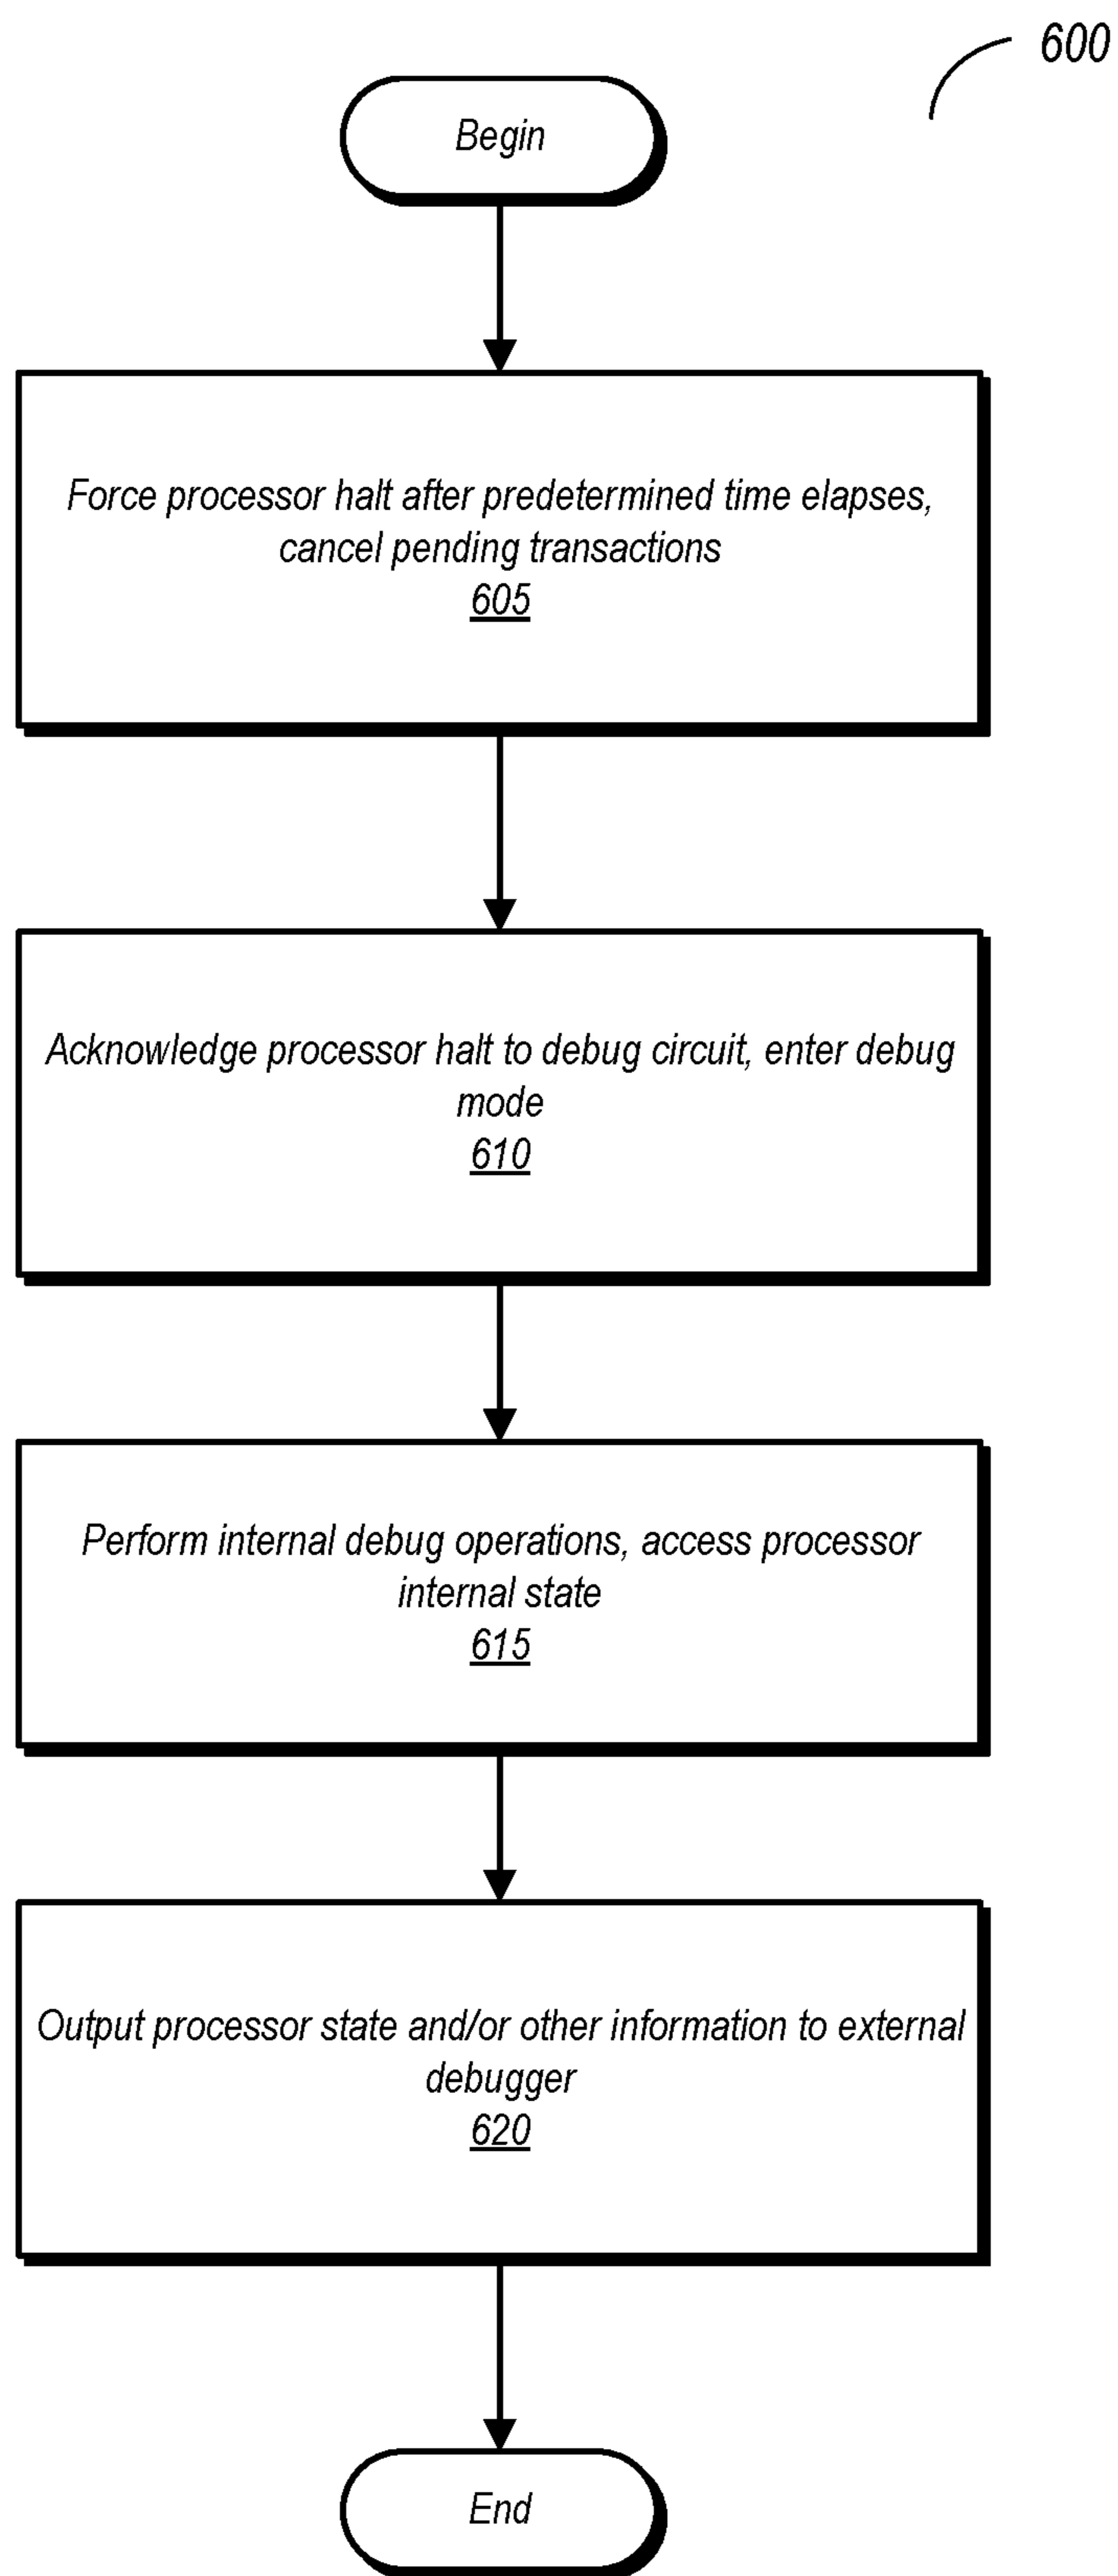 600
Begin
Force processor halt after predetermined time elapses,
cancel pending transactions
605
Acknowledge processor halt to debug circuit, enter debug
mode
610
Perform internal debug operations, access processor
internal state
615
Output processor state and/or other information to external
debugger
620
End